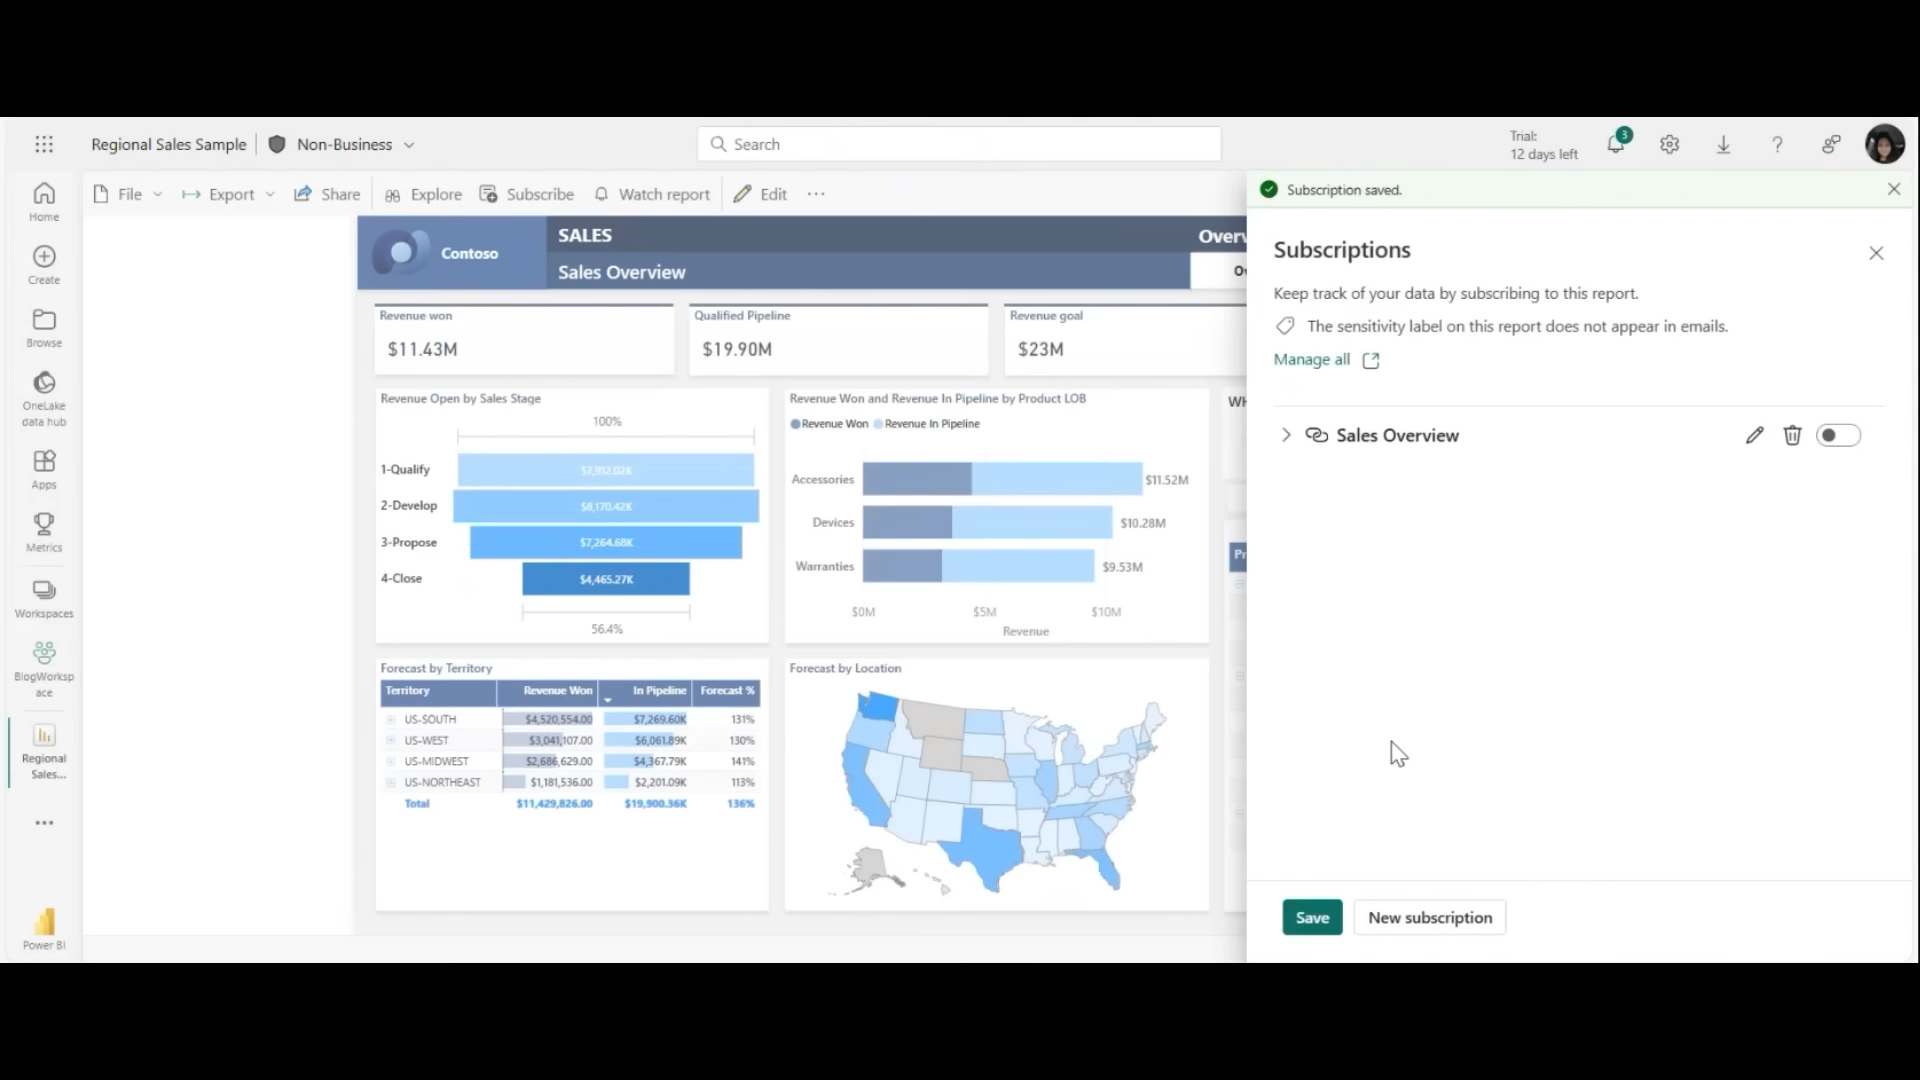 Regional Sales Sample
Non-Business
Search
Trial:
12 days left
3
File
Export
Share
Explore
Subscribe
Watch report
Edit
Home
Create
Browse
OneLake
data hub
Apps
Metrics
Workspaces
BlogWorksp
ace
Regional
Sales...
Power BI
Contoso
SALES
Sales Overview
Overv
Ov
Revenue won
$11.43M
Qualified Pipeline
$19.90M
Revenue goal
$23M
Revenue Open by Sales Stage
100%
1-Qualify
$7,912.02K
2-Develop
$8,170.42K
3-Propose
$7,264.68K
4-Close
$4,465.27K
56.4%
Revenue Won and Revenue In Pipeline by Product LOB
Revenue Won
Revenue In Pipeline
Accessories
$11.52M
Devices
$10.28M
Warranties
$9.53M
$0M
$5M
$10M
Revenue
WH
Pr
Forecast by Territory
Territory Revenue Won In Pipeline Forecast %
US-SOUTH $4,520,554.00 $7,269.60K 131%
US-WEST $3,041,107.00 $6,061.89K 130%
US-MIDWEST $2,686,629.00 $4,367.79K 141%
US-NORTHEAST $1,181,536.00 $2,201.09K 113%
Total $11,429,826.00 $19,900.36K 136%
Forecast by Location
Subscription saved.
Subscriptions
Keep track of your data by subscribing to this report.
The sensitivity label on this report does not appear in emails.
Manage all
Sales Overview
Save
New subscription